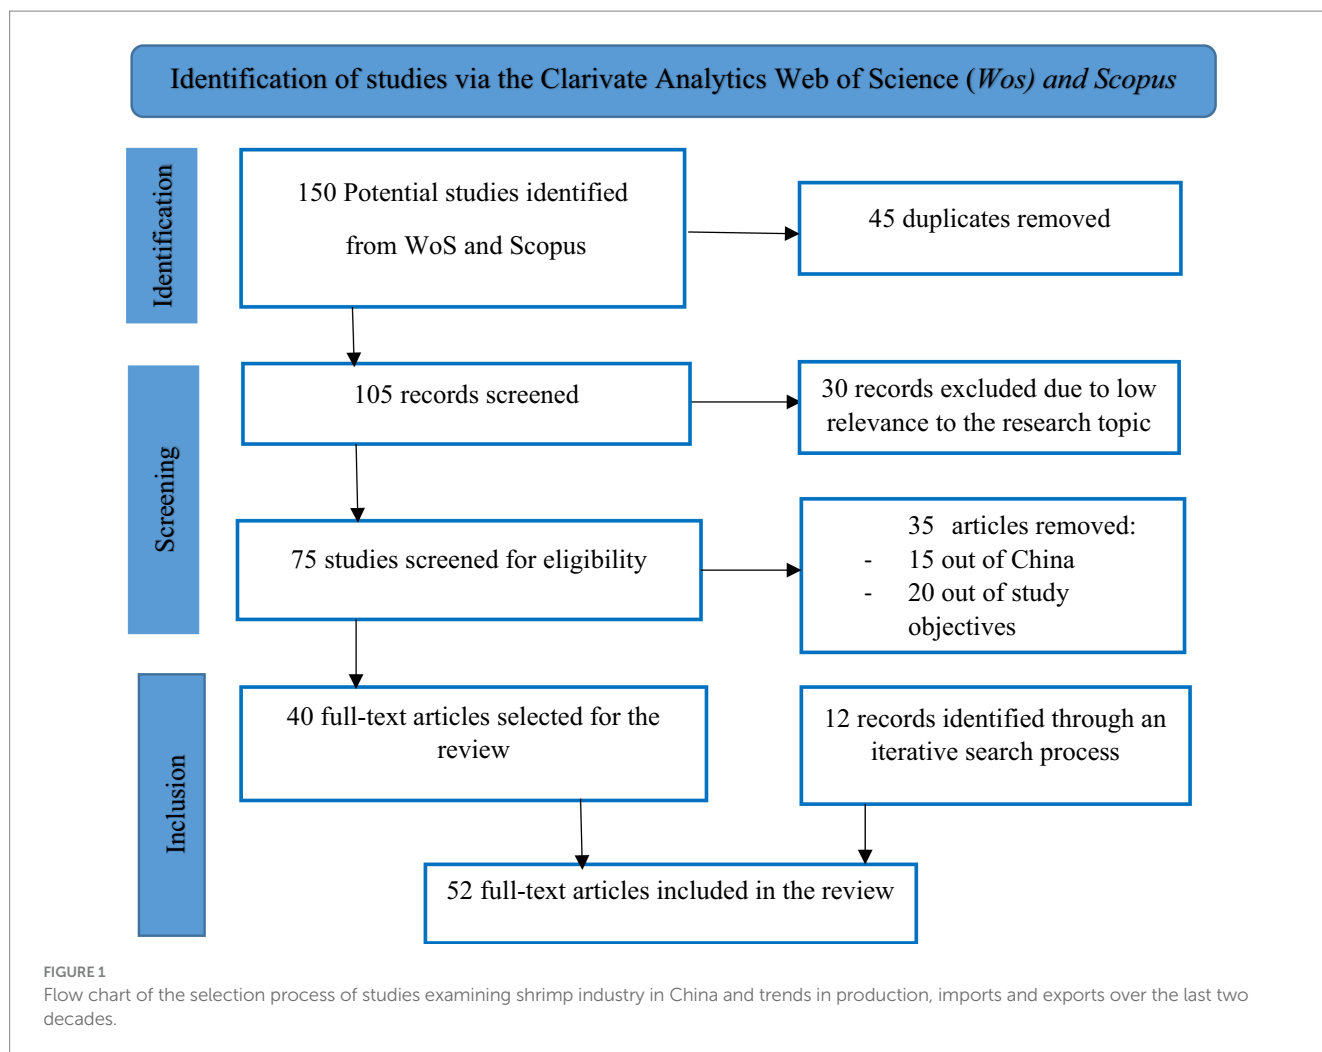 Identification of studies via the Clarivate Analytics Web of Science (Wos) and Scopus
Identification
150 Potential studies identified
from WoS and Scopus
45 duplicates removed
Screening
105 records screened
30 records excluded due to low
relevance to the research topic
75 studies screened for eligibility
35 articles removed:
- 15 out of China
- 20 out of study
objectives
Inclusion
40 full-text articles selected for the
review
12 records identified through an
iterative search process
52 full-text articles included in the review
FIGURE 1
Flow chart of the selection process of studies examining shrimp industry in China and trends in production, imports and exports over the last two
decades.